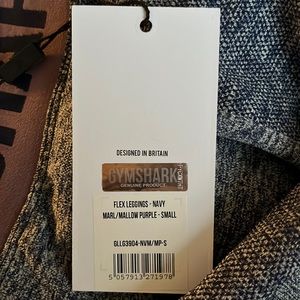 DESIGNED IN BRITAIN
GYMSHARK
GENUINE PRODUCT
FLEX LEGGINGS - NAVY
MARL/MALLOW PURPLE - SMALL
GLLG3904-NVM/MP-S
5 057913 271978